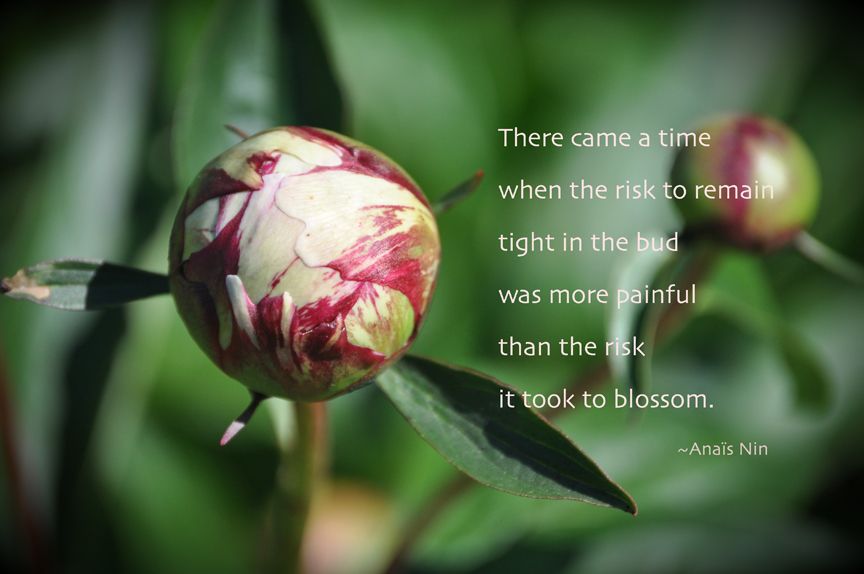 There came a time
when the risk to remain
tight in the bud
was more painful
than the risk
it took to blossom.
~Anaïs Nin